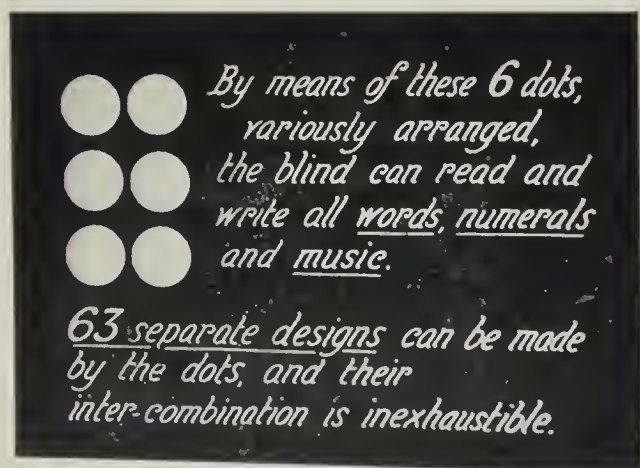 By means of these 6 dots,
variously arranged,
the blind can read and
write all words, numerals
and music.
63 separate designs can be made
by the dots, and their
inter-combination is inexhaustible.